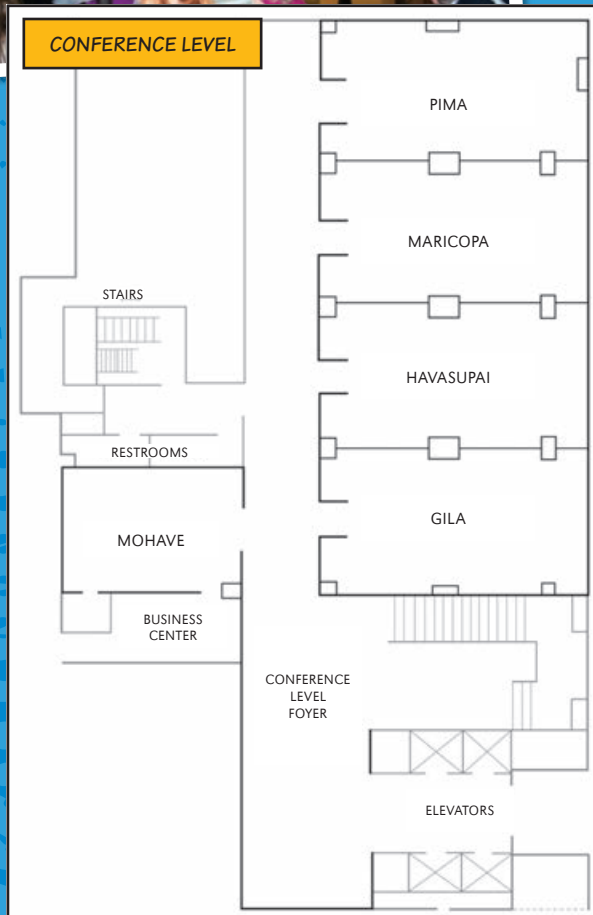 CONFERENCE LEVEL
PIMA
MARICOPA
STAIRS
HAVASUPAI
RESTROOMS
GILA
MOHAVE
BUSINESS
CENTER
CONFERENCE
LEVEL
FOYER
ELEVATORS